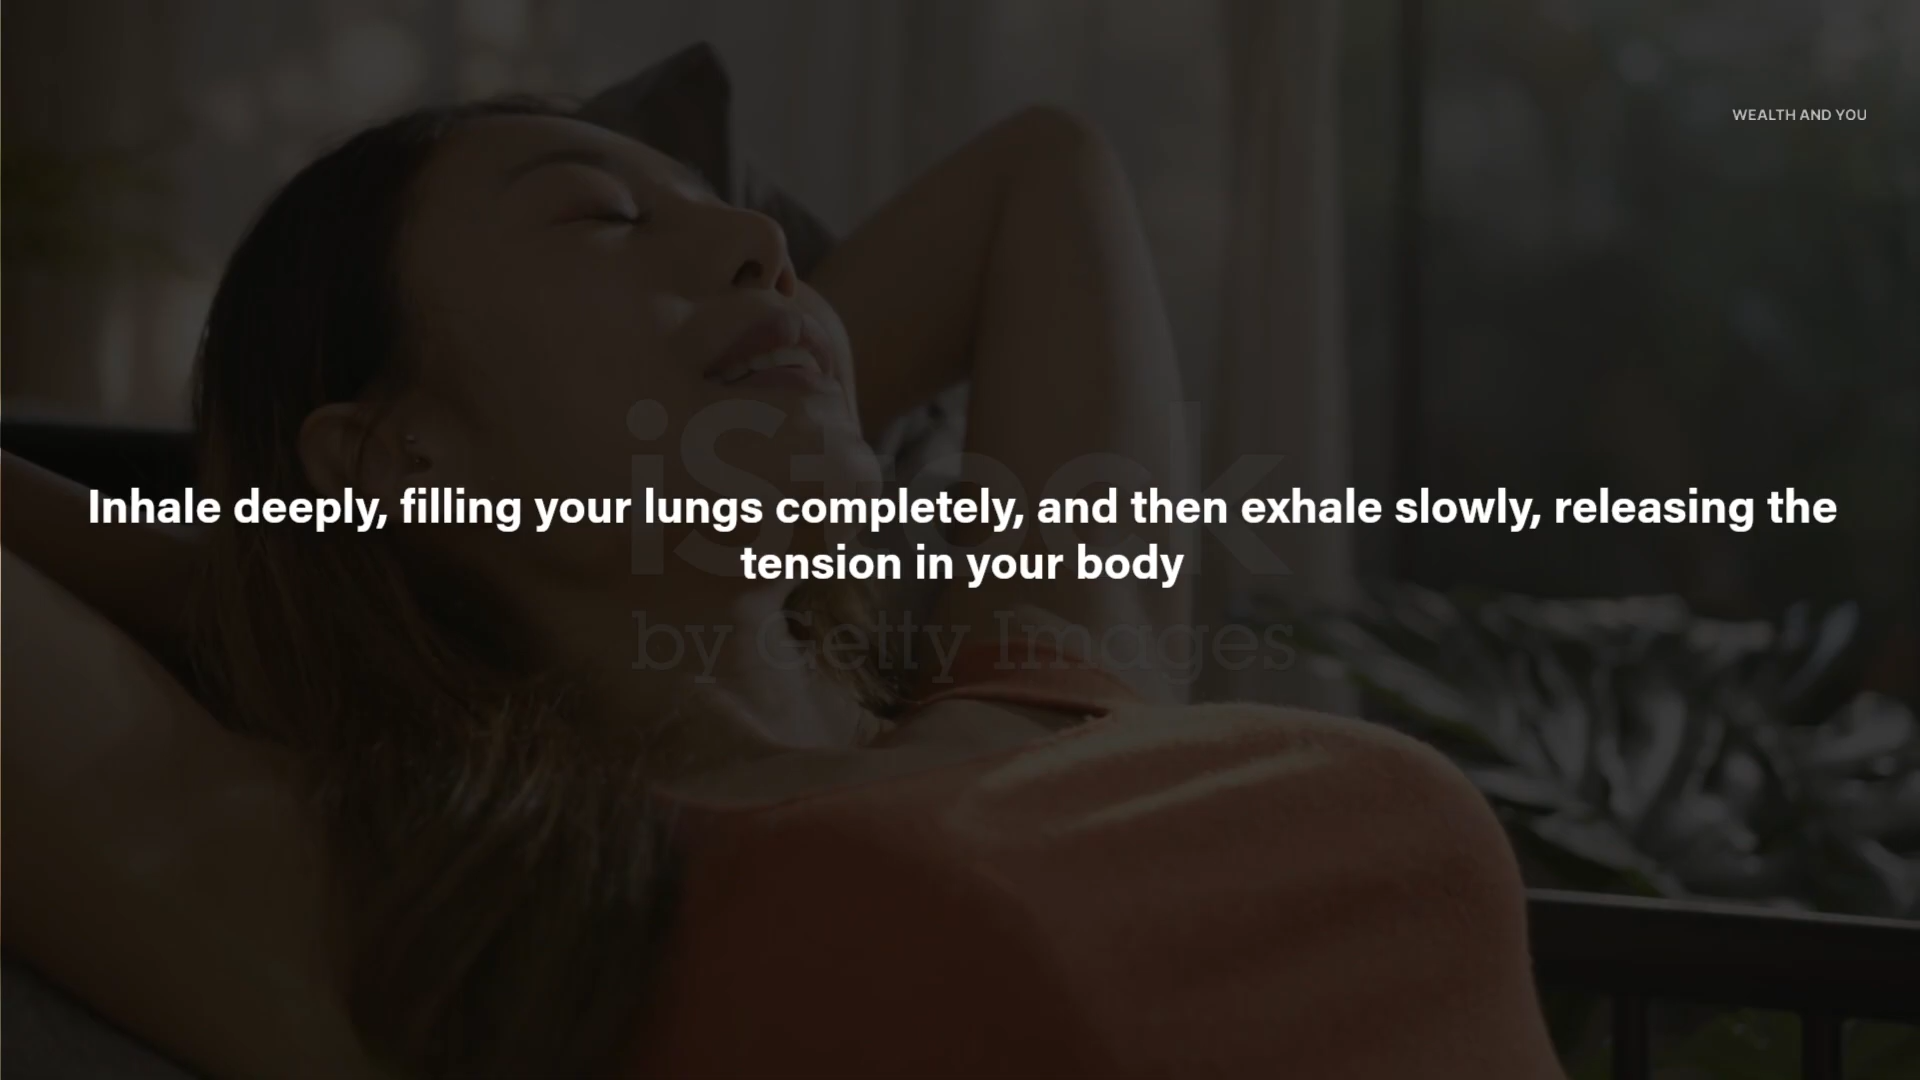 WEALTH AND YOU
iStock
Inhale deeply, filling your lungs completely, and then exhale slowly, releasing the
tension in your body
by Getty Images